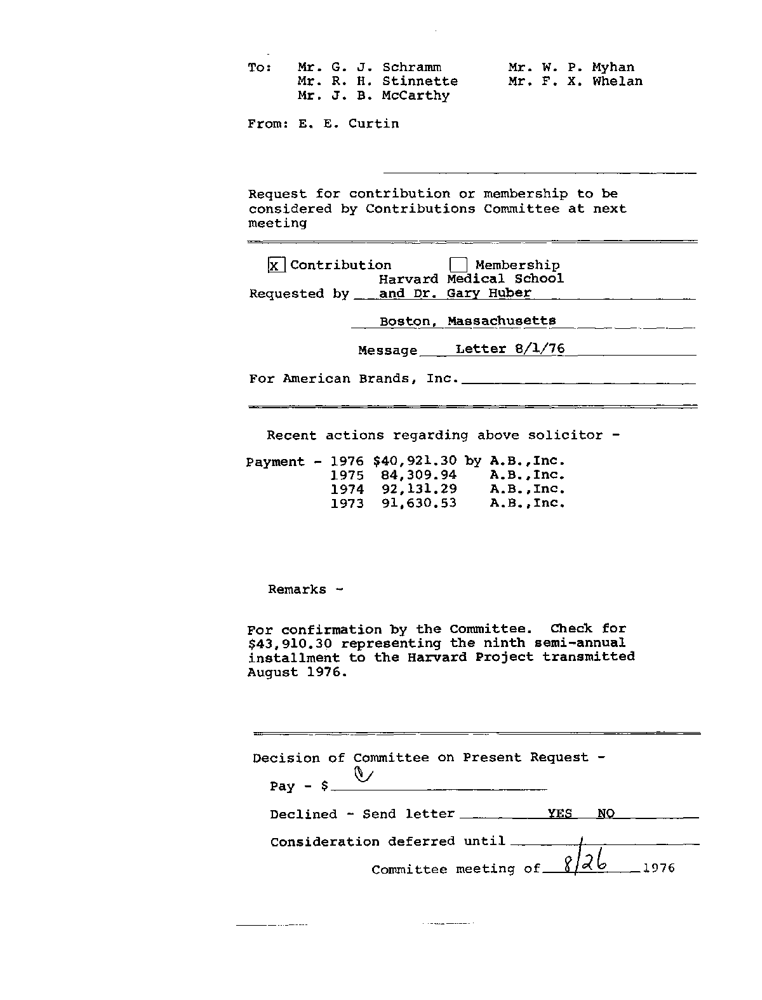 To: Mr. G. J. Schramm Mr. W. P. Myhan
Mr. R. H. Stinnette Mr. F. X. Whelan
Mr. J. B. McCarthy
From: E. E. Curtin
Request for contribution or membership to be
considered by Contributions Committee at next
meeting
X Contribution Membership
Harvard Medical School
Requested by and Dr. Gary Huber
Boston, Massachusetts
Message Letter 8/1/76
For American Brands, Inc.
Recent actions regarding above solicitor -
Payment - 1976 $40,921.30 by A.B.,Inc.
1975 84,309.94 A.B.,Inc.
1974 92,131.29 A.B.,Inc.
1973 91,630.53 A.B.,Inc.
Remarks -
For confirmation by the Committee. Check for
$43,910.30 representing the ninth semi-annual
installment to the Harvard Project transmitted
August 1976.
Decision of Committee on Present Request -
Pay - $
Declined - Send letter YES NO
Consideration deferred until
Committee meeting of 8/26 1976